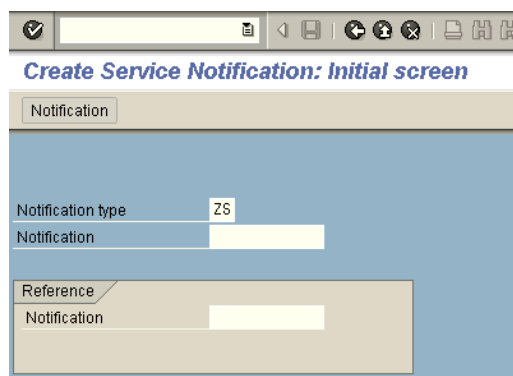 Create Service Notification: Initial screen
Notification
Notification type ZS
Notification
Reference
Notification